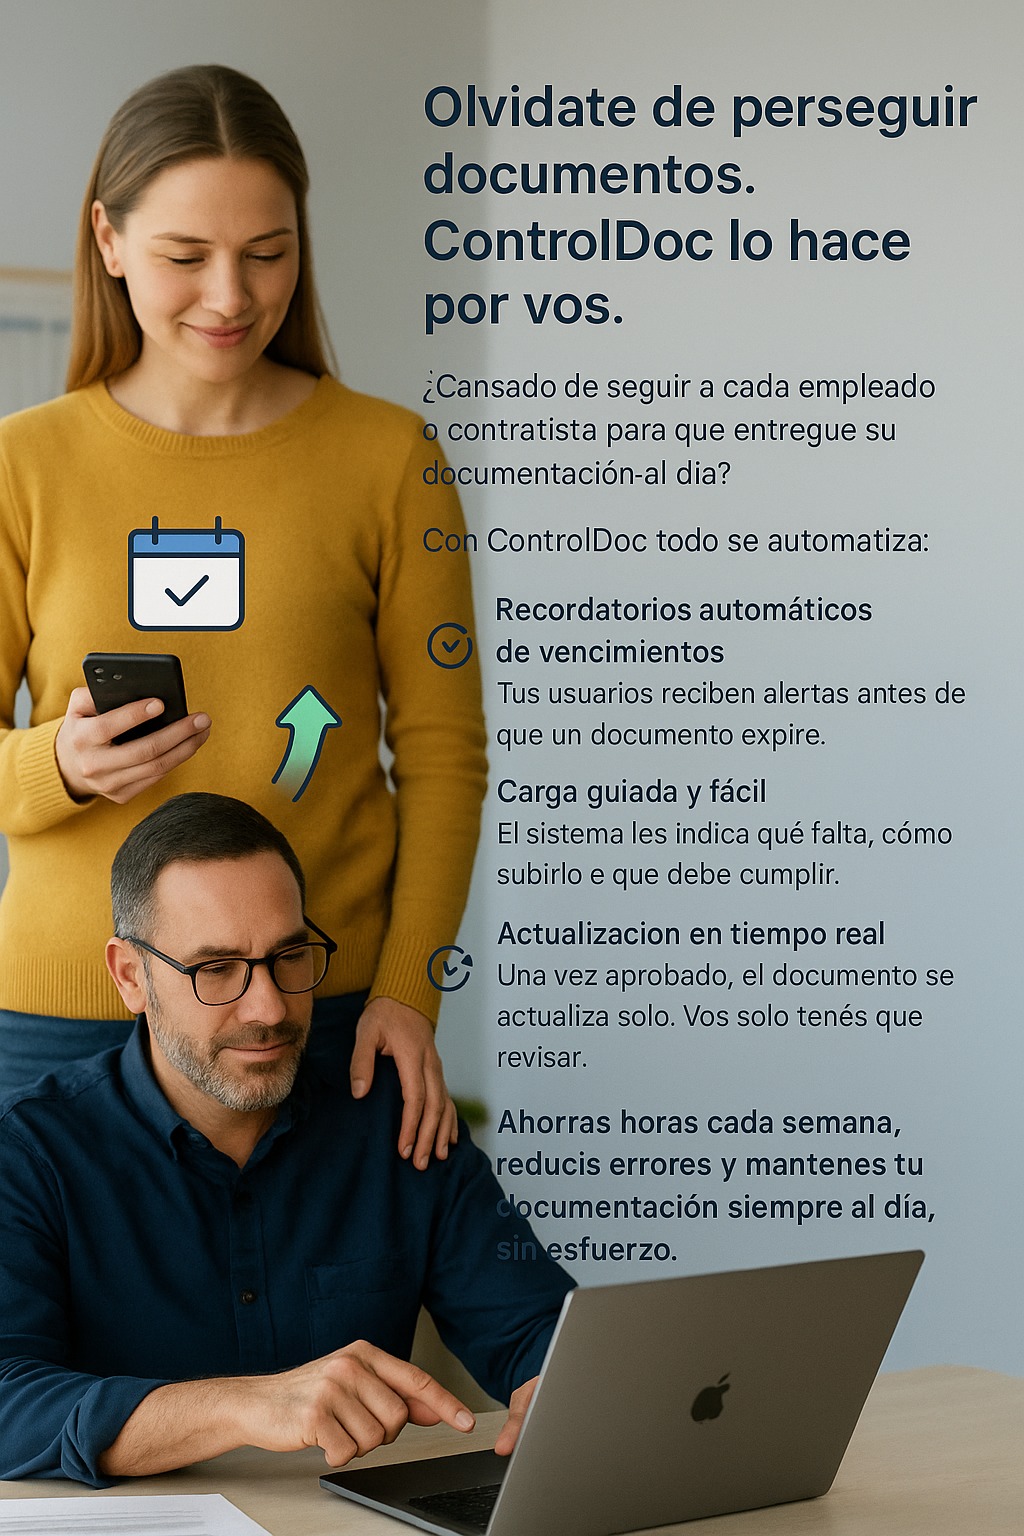 Olvidate de perseguir
documentos.
ControlDoc lo hace
por vos.
¿Cansado de seguir a cada empleado
o contratista para que entregue su
documentación-al dia?
Con ControlDoc todo se automatiza:
Recordatorios automáticos
de vencimientos
Tus usuarios reciben alertas antes de
que un documento expire.
Carga guiada y fácil
El sistema les indica qué falta, cómo
subirlo e que debe cumplir.
Actualizacion en tiempo real
Una vez aprobado, el documento se
actualiza solo. Vos solo tenés que
revisar.
Ahorras horas cada semana,
reducis errores y mantenes tu
documentación siempre al día,
sin esfuerzo.